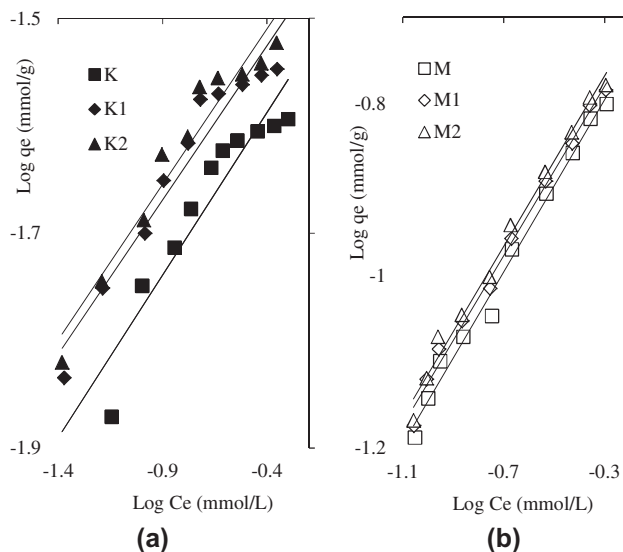 -1.5
K
K1
K2
Log qe (mmol/g)
-1.7
-1.9
-1.4 -0.9 -0.4
Log Ce (mmol/L)
(a)
-0.8
M
M1
M2
Log qe (mmol/g)
-1
-1.2
-1.1 -0.7 -0.3
Log Ce (mmol/L)
(b)